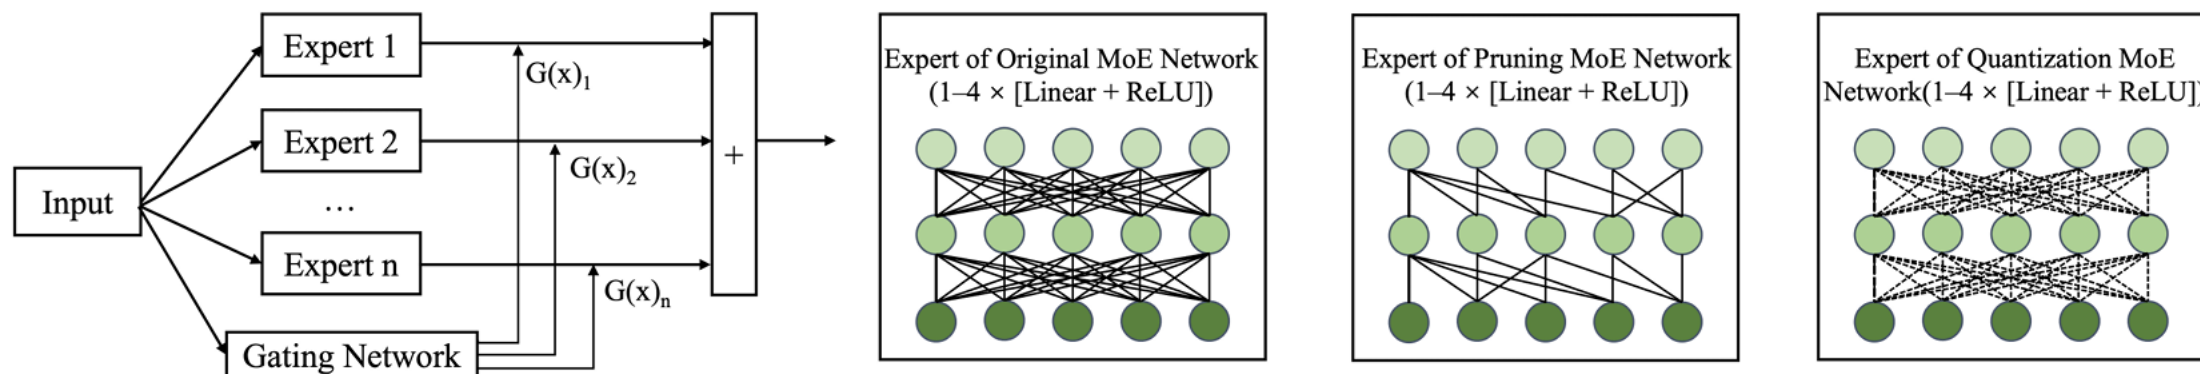 Input
Expert 1
Expert 2
…
Expert n
Gating Network
G(x)₁
G(x)₂
G(x)ₙ
+
Expert of Original MoE Network
(1–4 × [Linear + ReLU])
Expert of Pruning MoE Network
(1–4 × [Linear + ReLU])
Expert of Quantization MoE
Network(1–4 × [Linear + ReLU])